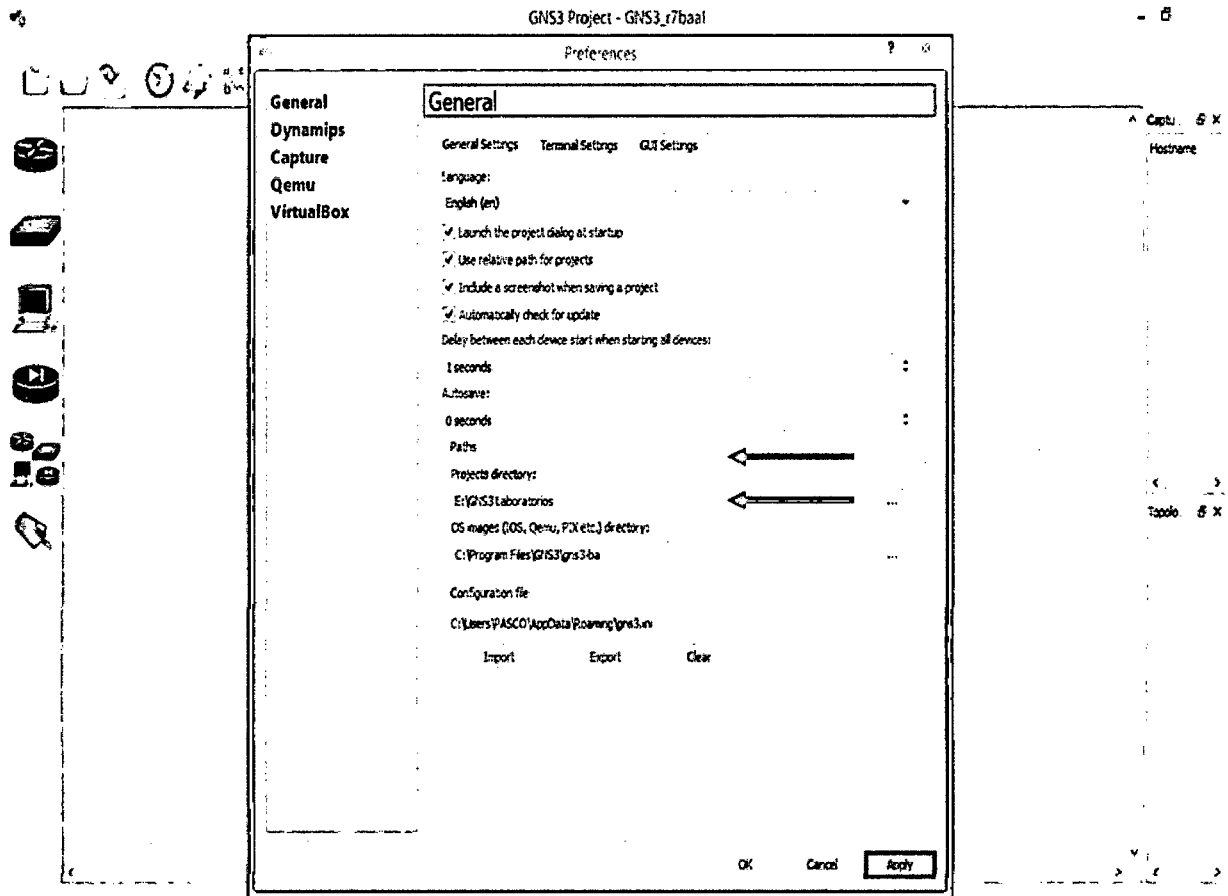 GNS3 Project - GNS3_r7baal
Preferences
General
Dynamips
Capture
Qemu
VirtualBox
General
General Settings Terminal Settings GUI Settings
Language:
English (en)
Launch the project dialog at startup
Use relative path for projects
Include a screenshot when saving a project
Automatically check for update
Delay between each device start when starting all devices:
1 seconds
Autosave:
0 seconds
Paths
Projects directory:
E:\GNS3 Laboratorios ...
OS images (IOS, Qemu, PIX etc.) directory:
C:\Program Files\GNS3\gns3-ba ...
Configuration file
C:\Users\PASCO\AppData\Roaming\gns3.ini
Import Export Clear
OK Cancel Apply
Captu
Hostname
Topolo